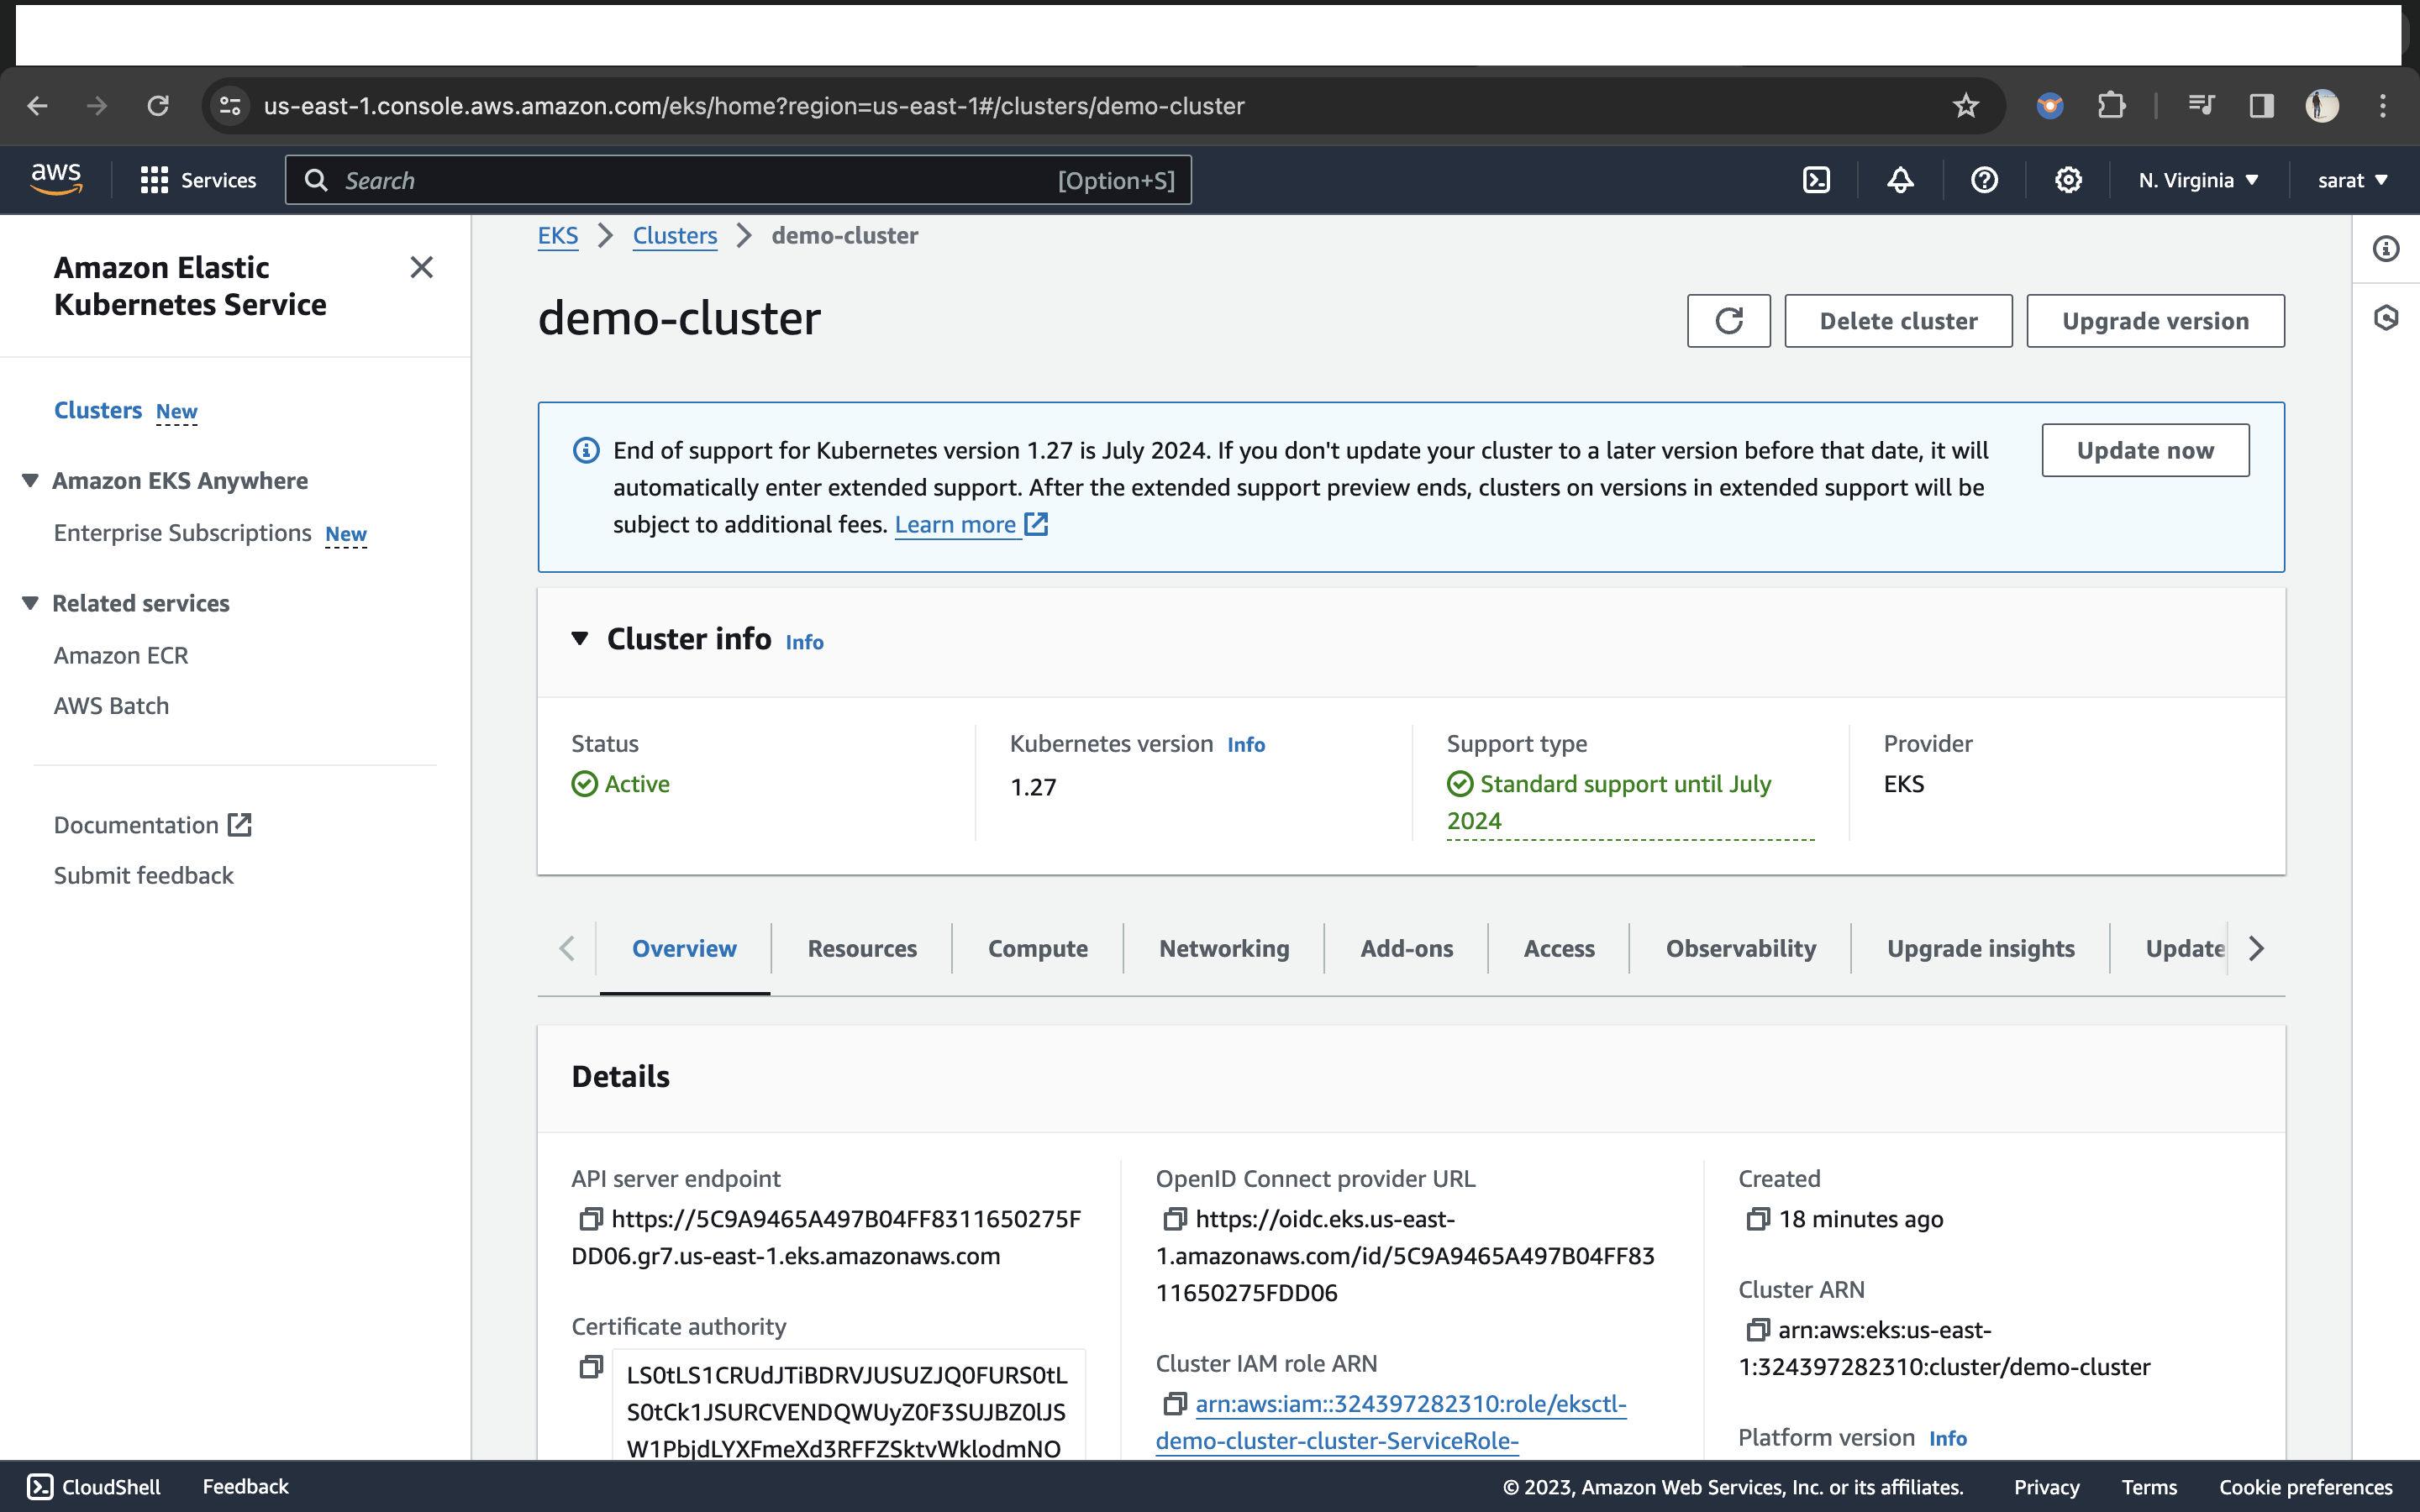 us-east-1.console.aws.amazon.com/eks/home?region=us-east-1#/clusters/demo-cluster
aws
Services
Search
[Option+S]
N. Virginia
sarat
Amazon Elastic
Kubernetes Service
Clusters New
Amazon EKS Anywhere
Enterprise Subscriptions New
Related services
Amazon ECR
AWS Batch
Documentation
Submit feedback
EKS
Clusters
demo-cluster
demo-cluster
Delete cluster
Upgrade version
End of support for Kubernetes version 1.27 is July 2024. If you don't update your cluster to a later version before that date, it will
automatically enter extended support. After the extended support preview ends, clusters on versions in extended support will be
subject to additional fees. Learn more
Update now
Cluster info Info
Status
Active
Kubernetes version Info
1.27
Support type
Standard support until July
2024
Provider
EKS
Overview
Resources
Compute
Networking
Add-ons
Access
Observability
Upgrade insights
Update
Details
API server endpoint
https://5C9A9465A497B04FF8311650275F
DD06.gr7.us-east-1.eks.amazonaws.com
Certificate authority
LS0tLS1CRUdJTiBDRVJUSUZJQ0FURS0tL
S0tCk1JSURCVENDQWUyZ0F3SUJBZ0lJS
W1PbjdLYXFmeXd3RFFZSktvWklodmNO
OpenID Connect provider URL
https://oidc.eks.us-east-
1.amazonaws.com/id/5C9A9465A497B04FF83
11650275FDD06
Cluster IAM role ARN
arn:aws:iam::324397282310:role/eksctl-
demo-cluster-cluster-ServiceRole-
Created
18 minutes ago
Cluster ARN
arn:aws:eks:us-east-
1:324397282310:cluster/demo-cluster
Platform version Info
CloudShell
Feedback
© 2023, Amazon Web Services, Inc. or its affiliates.
Privacy
Terms
Cookie preferences